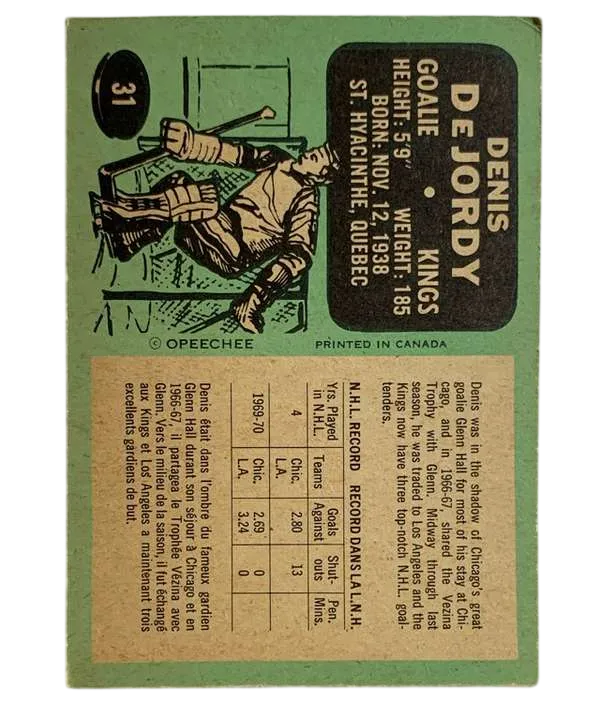 DENIS
DEJORDY
GOALIE • KINGS
HEIGHT: 5'9" WEIGHT: 185
BORN: NOV. 12, 1938
ST. HYACINTHE, QUEBEC
31
© OPEECHEE
PRINTED IN CANADA
Denis was in the shadow of Chicago's great
goalie Glenn Hall for most of his stay at Chi-
cago, and in 1966-67, shared the Vezina
Trophy with Glenn. Midway through last
season, he was traded to Los Angeles and the
Kings now have three top-notch N.H.L. goal-
tenders.
N.H.L. RECORD RECORD DANS LA L.N.H.
Yrs. Played in N.H.L. Teams Goals Against Shut-outs Pen. Mins.
4 Chic. 2.80 13
L.A.
1969-70 Chic. 2.69 0
L.A. 3.24 0
Denis était dans l'ombre du fameux gardien
Glenn Hall durant son séjour à Chicago et en
1966-67, il partagea le Trophée Vézina avec
Glenn. Vers le milieu de la saison, il fut échangé
aux Kings et Los Angeles a maintenant trois
excellents gardiens de but.